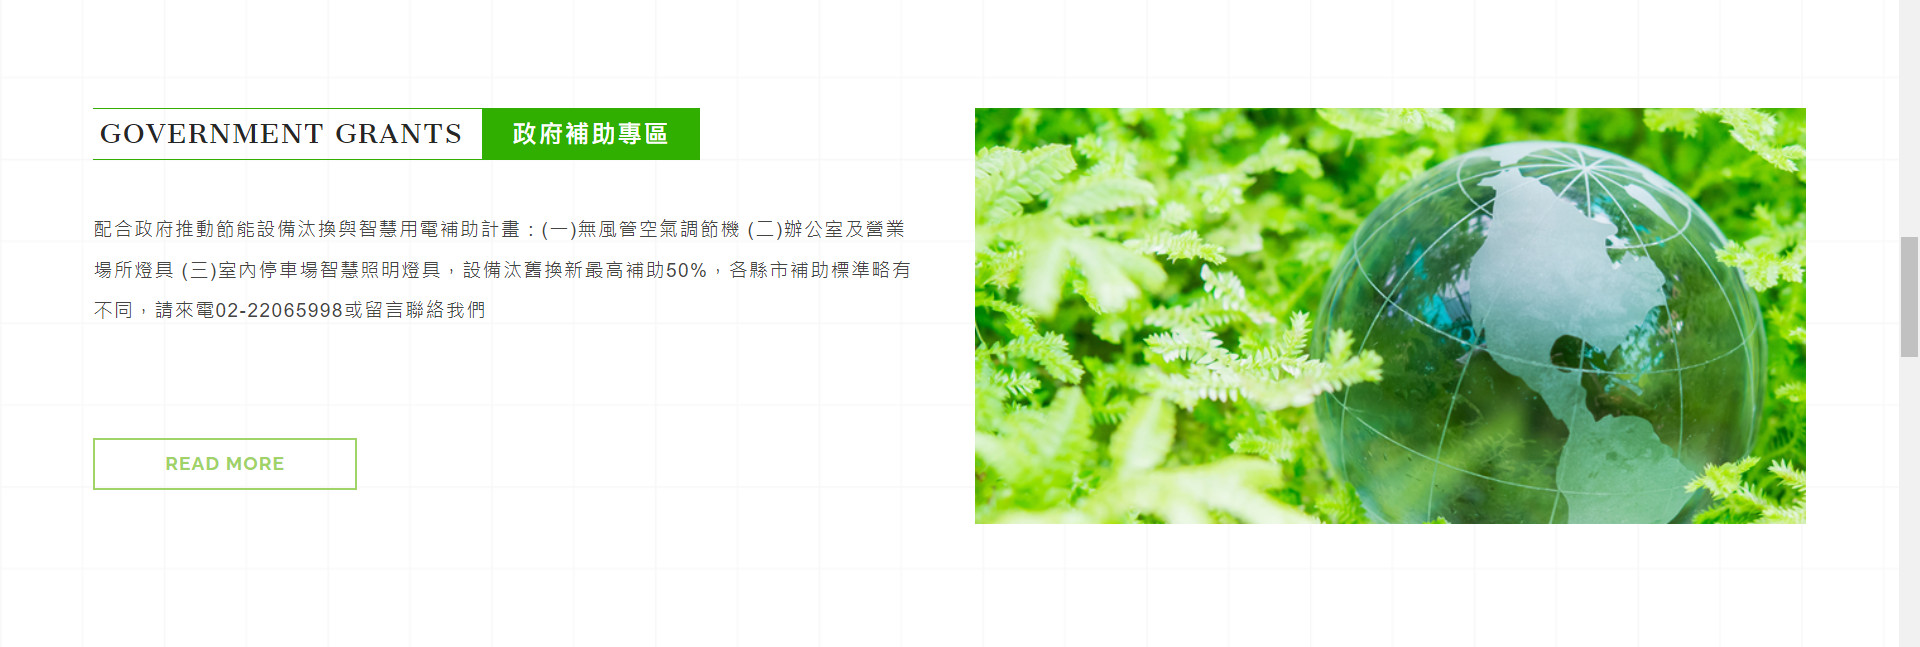 GOVERNMENT GRANTS 政府補助專區
配合政府推動節能設備汰換與智慧用電補助計畫：(一)無風管空氣調節機 (二)辦公室及營業
場所燈具 (三)室內停車場智慧照明燈具，設備汰舊換新最高補助50%，各縣市補助標準略有
不同，請來電02-22065998或留言聯絡我們
READ MORE